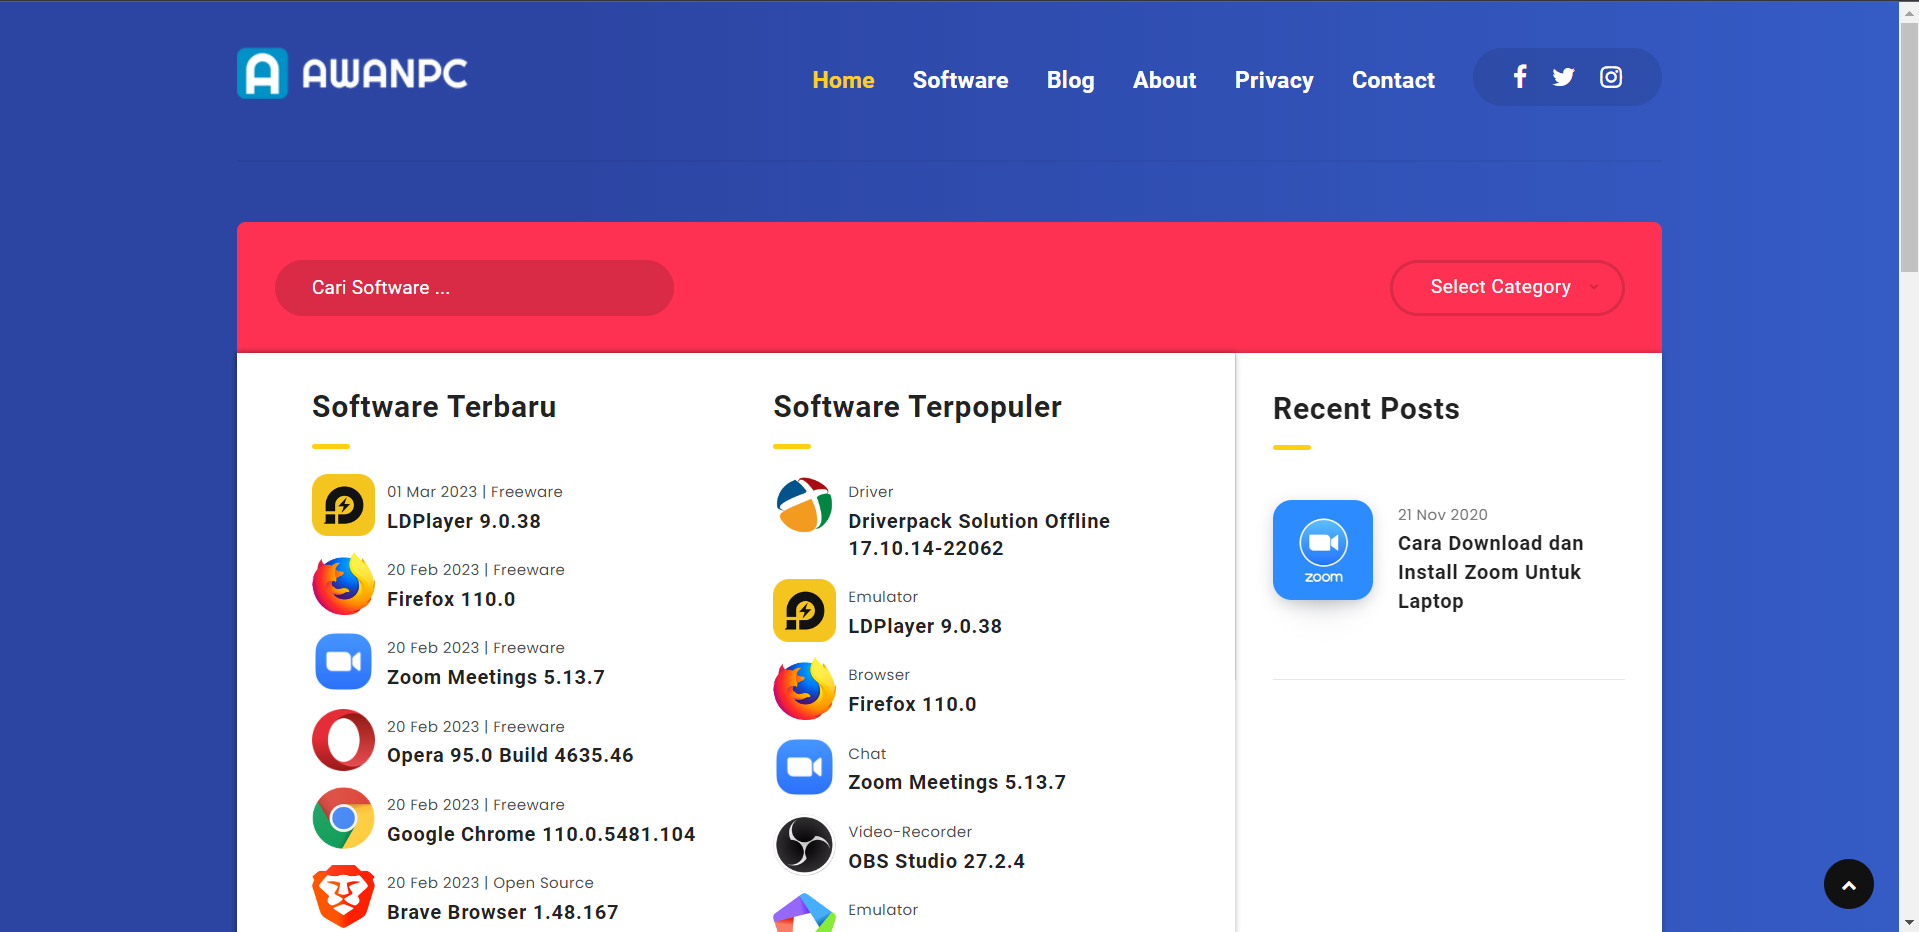 AWANPC
Home Software Blog About Privacy Contact
Cari Software ...
Select Category
Software Terbaru
01 Mar 2023 | Freeware
LDPlayer 9.0.38
20 Feb 2023 | Freeware
Firefox 110.0
20 Feb 2023 | Freeware
Zoom Meetings 5.13.7
20 Feb 2023 | Freeware
Opera 95.0 Build 4635.46
20 Feb 2023 | Freeware
Google Chrome 110.0.5481.104
20 Feb 2023 | Open Source
Brave Browser 1.48.167
Software Terpopuler
Driver
Driverpack Solution Offline
17.10.14-22062
Emulator
LDPlayer 9.0.38
Browser
Firefox 110.0
Chat
Zoom Meetings 5.13.7
Video-Recorder
OBS Studio 27.2.4
Emulator
Recent Posts
zoom
21 Nov 2020
Cara Download dan
Install Zoom Untuk
Laptop